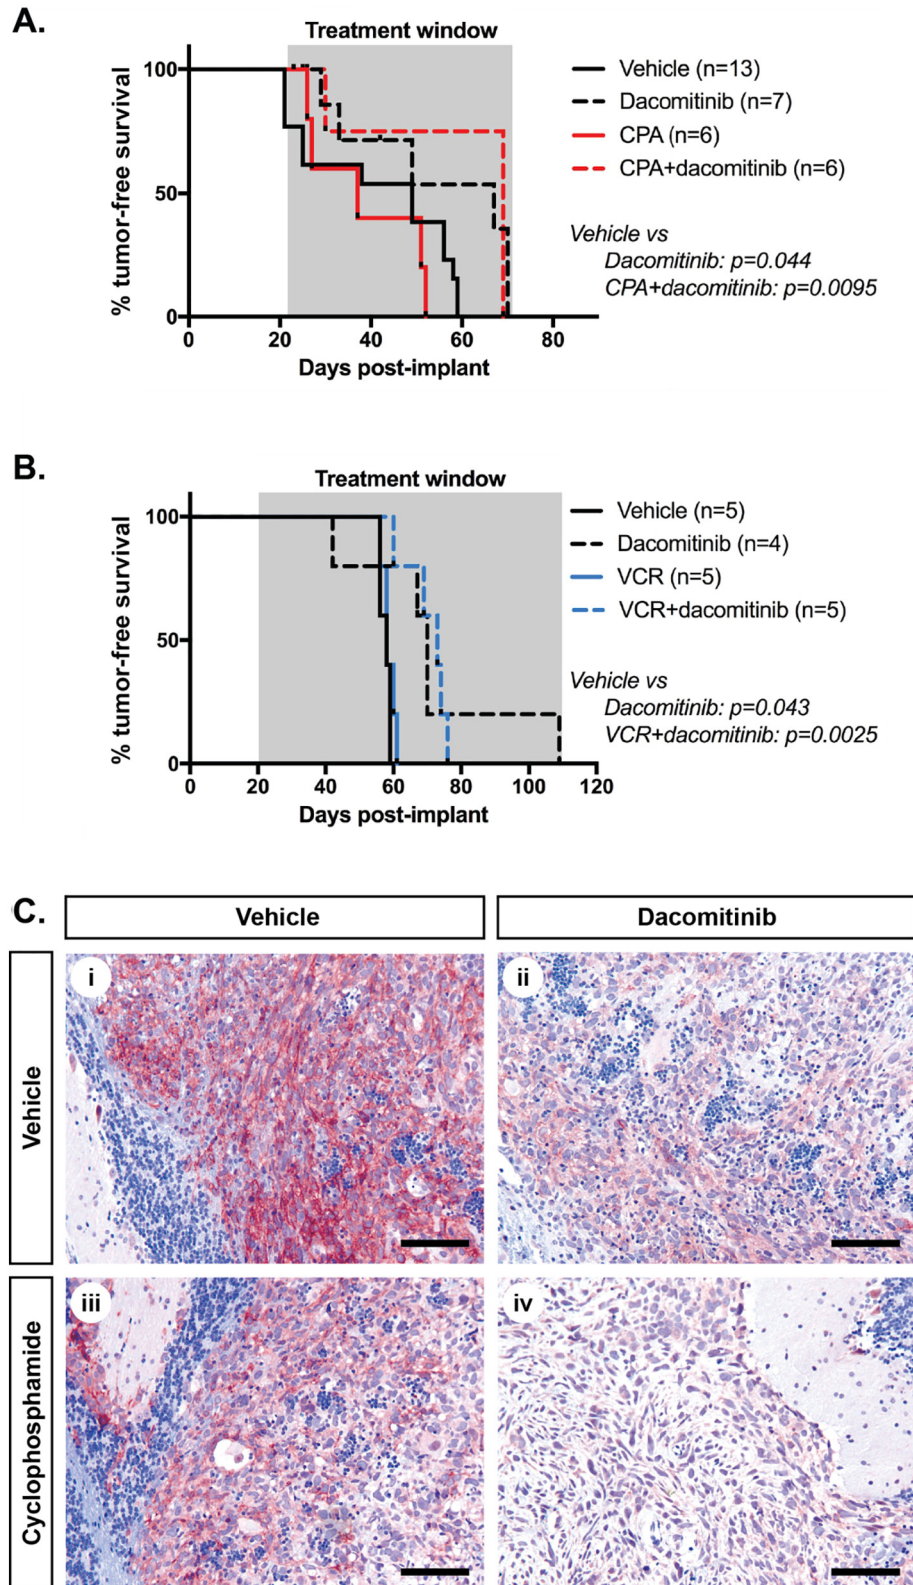 A.
Treatment window
% tumor-free survival
100
50
0
0 20 40 60 80
Days post-implant
Vehicle (n=13)
Dacomitinib (n=7)
CPA (n=6)
CPA+dacomitinib (n=6)
Vehicle vs
Dacomitinib: p=0.044
CPA+dacomitinib: p=0.0095
B.
Treatment window
% tumor-free survival
100
50
0
0 20 40 60 80 100 120
Days post-implant
Vehicle (n=5)
Dacomitinib (n=4)
VCR (n=5)
VCR+dacomitinib (n=5)
Vehicle vs
Dacomitinib: p=0.043
VCR+dacomitinib: p=0.0025
C.
Vehicle
Dacomitinib
Vehicle
i
ii
Cyclophosphamide
iii
iv